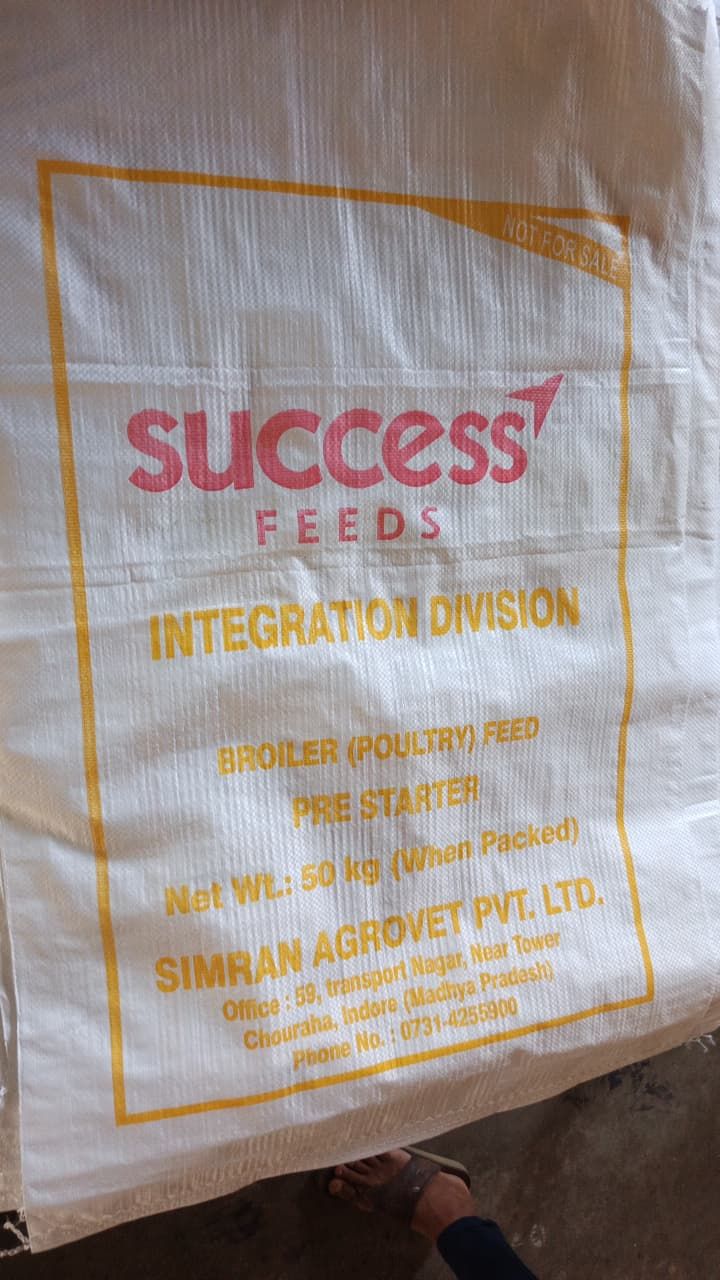 NOT FOR SALE
success
FEEDS
INTEGRATION DIVISION
BROILER (POULTRY) FEED
PRE STARTER
Net Wt.: 50 kg (When Packed)
SIMRAN AGROVET PVT. LTD.
Office : 59, transport Nagar, Near Tower
Chouraha, Indore (Madhya Pradesh)
Phone No. : 0731-4255900